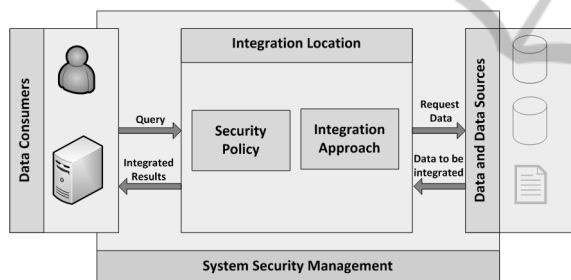 Data Consumers
Query
Integrated
Results
Integration Location
Security
Policy
Integration
Approach
Request
Data
Data to be
integrated
Data and Data Sources
System Security Management